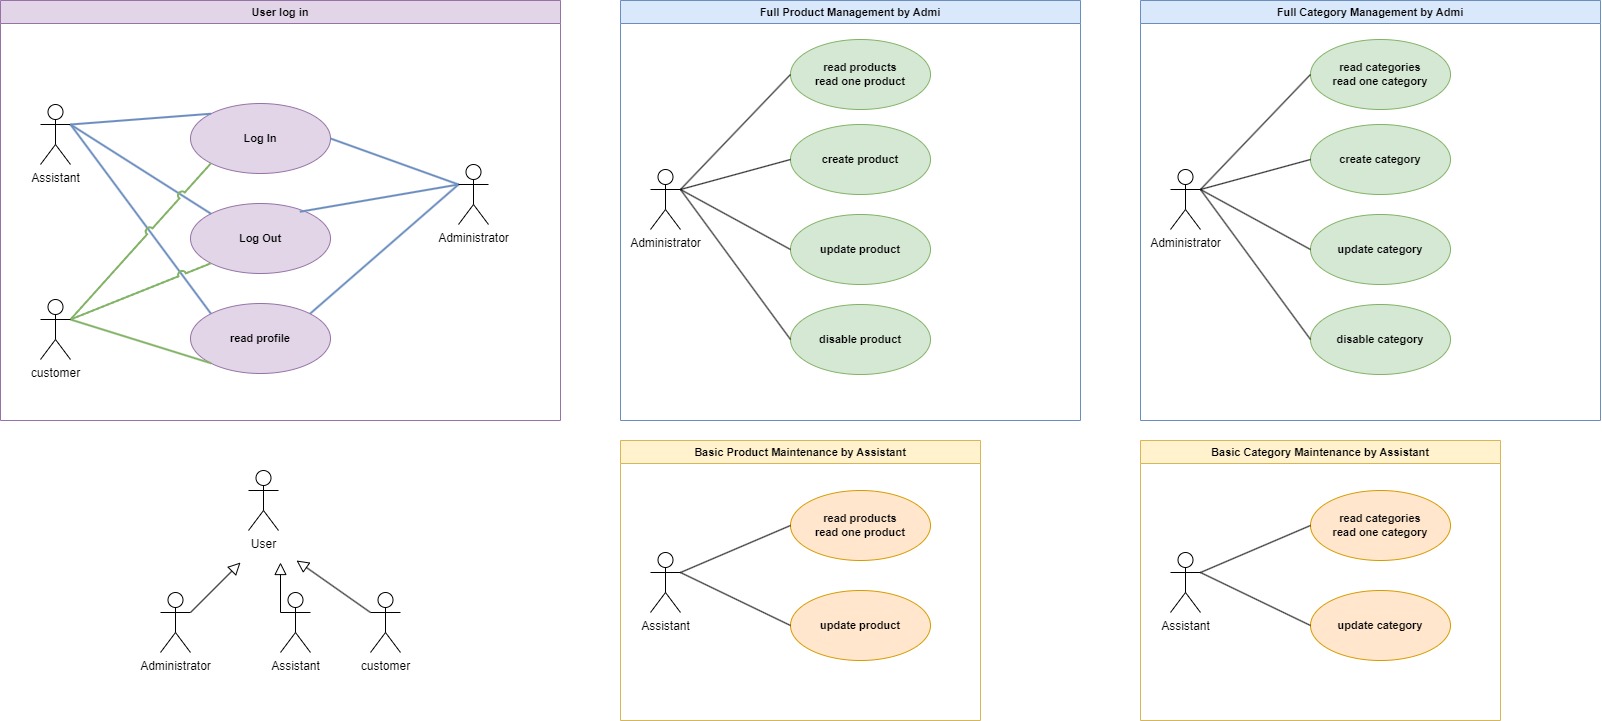 User log in
Assistant
Log In
Log Out
read profile
customer
Administrator
Full Product Management by Admi
read products
read one product
create product
update product
disable product
Administrator
Full Category Management by Admi
read categories
read one category
create category
update category
disable category
Administrator
User
Administrator
Assistant
customer
Basic Product Maintenance by Assistant
read products
read one product
update product
Assistant
Basic Category Maintenance by Assistant
read categories
read one category
update category
Assistant